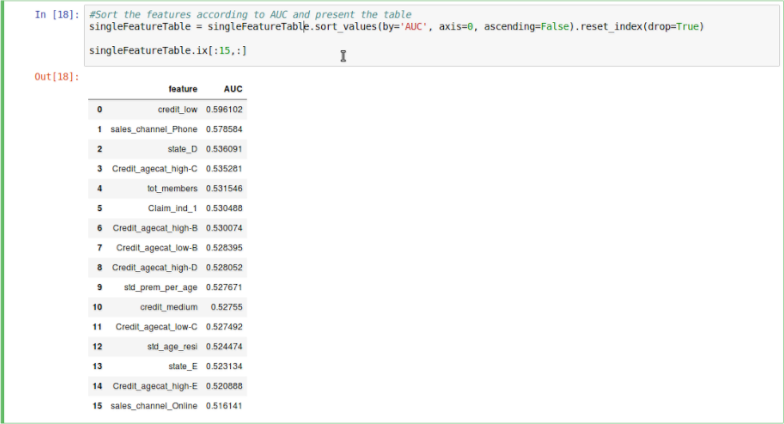 In [18]: #Sort the features according to AUC and present the table
singleFeatureTable = singleFeatureTable.sort_values(by='AUC', axis=0, ascending=False).reset_index(drop=True)
singleFeatureTable.ix[:15,:]
Out[18]:
feature AUC
0 credit_low 0.596102
1 sales_channel_Phone 0.578584
2 state_D 0.536091
3 Credit_agecat_high-C 0.535281
4 tot_members 0.531546
5 Claim_ind_1 0.530488
6 Credit_agecat_high-B 0.530074
7 Credit_agecat_low-B 0.528395
8 Credit_agecat_high-D 0.528052
9 std_prem_per_age 0.527671
10 credit_medium 0.52755
11 Credit_agecat_low-C 0.527492
12 std_age_resi 0.524474
13 state_E 0.523134
14 Credit_agecat_high-E 0.520888
15 sales_channel_Online 0.516141